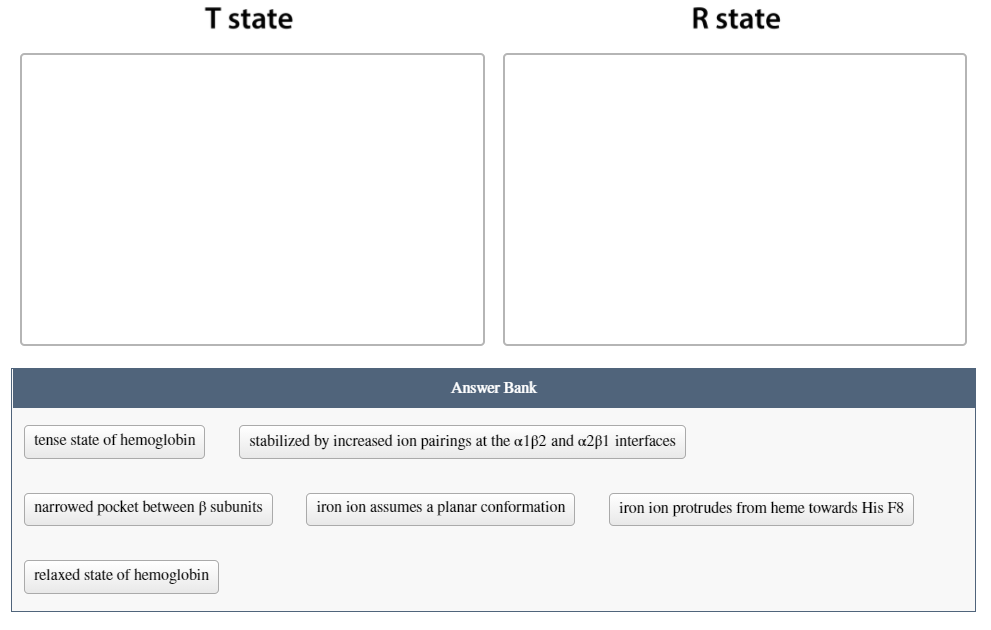 T state
R state
Answer Bank
tense state of hemoglobin
stabilized by increased ion pairings at the α1β2 and α2β1 interfaces
narrowed pocket between β subunits
iron ion assumes a planar conformation
iron ion protrudes from heme towards His F8
relaxed state of hemoglobin